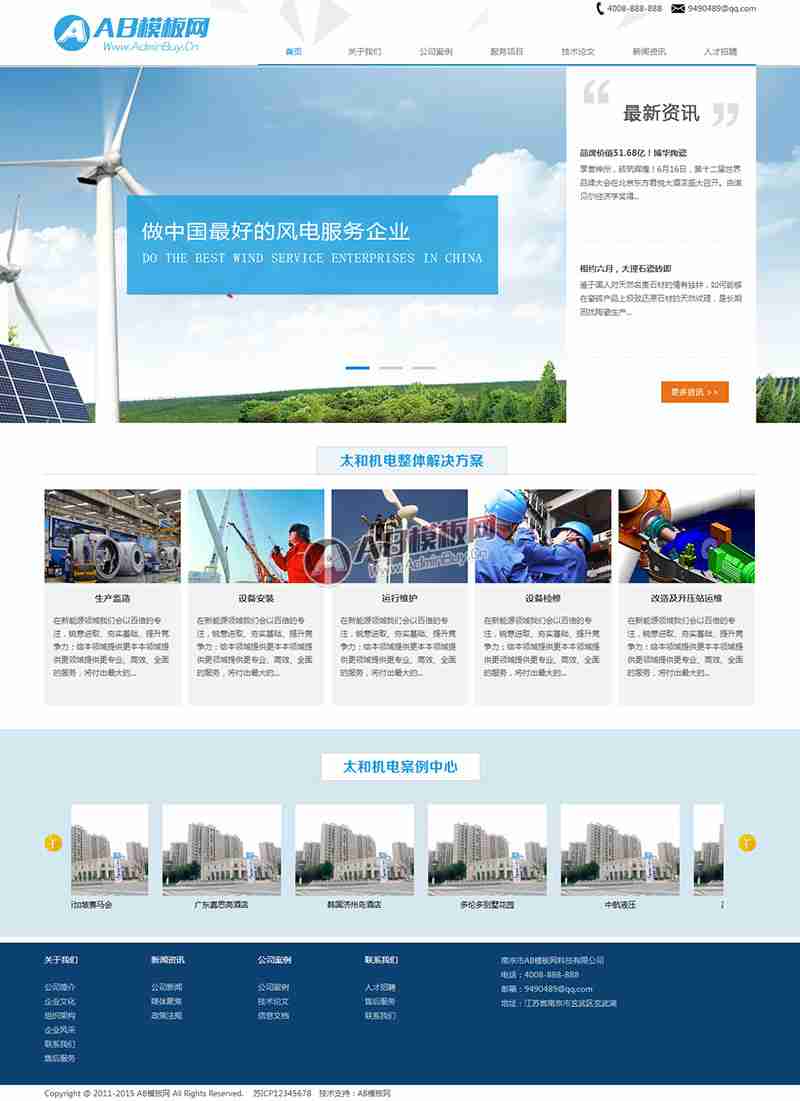 AB模板网
Www.AdminBuy.Cn
4008-888-888 9490489@qq.com
首页 关于我们 公司案例 服务项目 技术论文 新闻资讯 人才招聘
做中国最好的风电服务企业
DO THE BEST WIND SERVICE ENTERPRISES IN CHINA
最新资讯
品牌价值51.68亿!博华陶瓷
6月16日,第十二届世界
品牌大会在北京东方君悦大酒店盛大召开。
相约六月,大理石瓷砖即
鉴于国人对天然名贵石材的情有独钟,如何能够
在瓷砖产品上极致还原石材的天然纹理,是长期
困扰陶瓷生产...
更多资讯 >>
太和机电整体解决方案
AB模板网
Www.AdminBuy.Cn
生产监造 设备安装 运行维护 设备检修 改造及升压站运维
在新能源领域我们会以百倍的专
注,锐意进取、夯实基础、提升竞
争力;给本领域提供更本本领域提
供更领域提供更专业、高效、全面
的服务,将付出最大的...
在新能源领域我们会以百倍的专
注,锐意进取、夯实基础、提升竞
争力;给本领域提供更本本领域提
供更领域提供更专业、高效、全面
的服务,将付出最大的...
在新能源领域我们会以百倍的专
注,锐意进取、夯实基础、提升竞
争力;给本领域提供更本本领域提
供更领域提供更专业、高效、全面
的服务,将付出最大的...
在新能源领域我们会以百倍的专
注,锐意进取、夯实基础、提升竞
争力;给本领域提供更本本领域提
供更领域提供更专业、高效、全面
的服务,将付出最大的...
在新能源领域我们会以百倍的专
注,锐意进取、夯实基础、提升竞
争力;给本领域提供更本本领域提
供更领域提供更专业、高效、全面
的服务,将付出最大的...
太和机电案例中心
加坡赛马会 广东嘉思高酒店 韩国济州岛酒店 多伦多别墅花园 中航液压
关于我们
公司简介
企业文化
组织架构
企业风采
联系我们
售后服务
新闻资讯
公司新闻
媒体聚焦
政策法规
公司案例
公司案例
技术论文
信息文档
联系我们
人才招聘
售后服务
联系我们
南京市AB模板网科技有限公司
电话:4008-888-888
邮箱:9490489@qq.com
地址:江苏省南京市玄武区玄武湖
Copyright @ 2011-2015 AB模板网 All Rights Reserved. 苏ICP12345678 技术支持:AB模板网